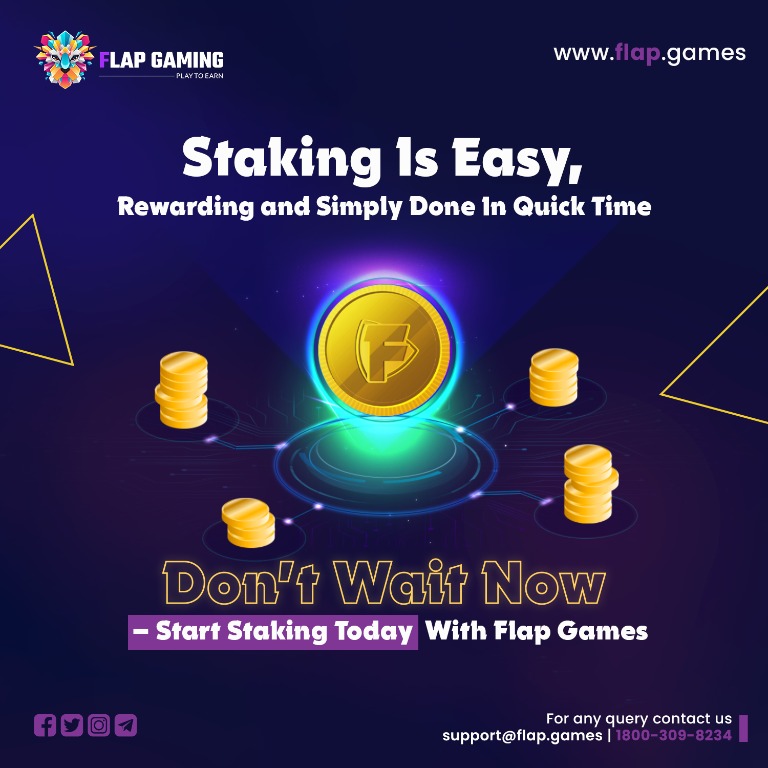 FLAP GAMING
PLAY TO EARN
www.flap.games
Staking Is Easy,
Rewarding and Simply Done In Quick Time
F
Don't Wait Now
– Start Staking Today With Flap Games
For any query contact us
support@flap.games | 1800-309-8234